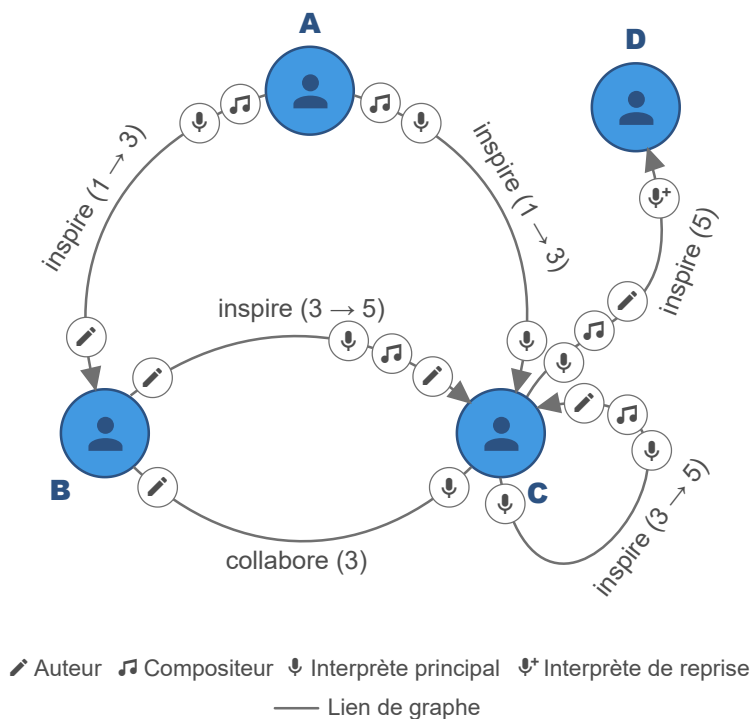 A
D
inspire (1 → 3)
inspire (1 → 3)
inspire (5)
inspire (3 → 5)
B
C
collabore (3)
inspire (3 → 5)
Auteur Compositeur Interprète principal Interprète de reprise
Lien de graphe